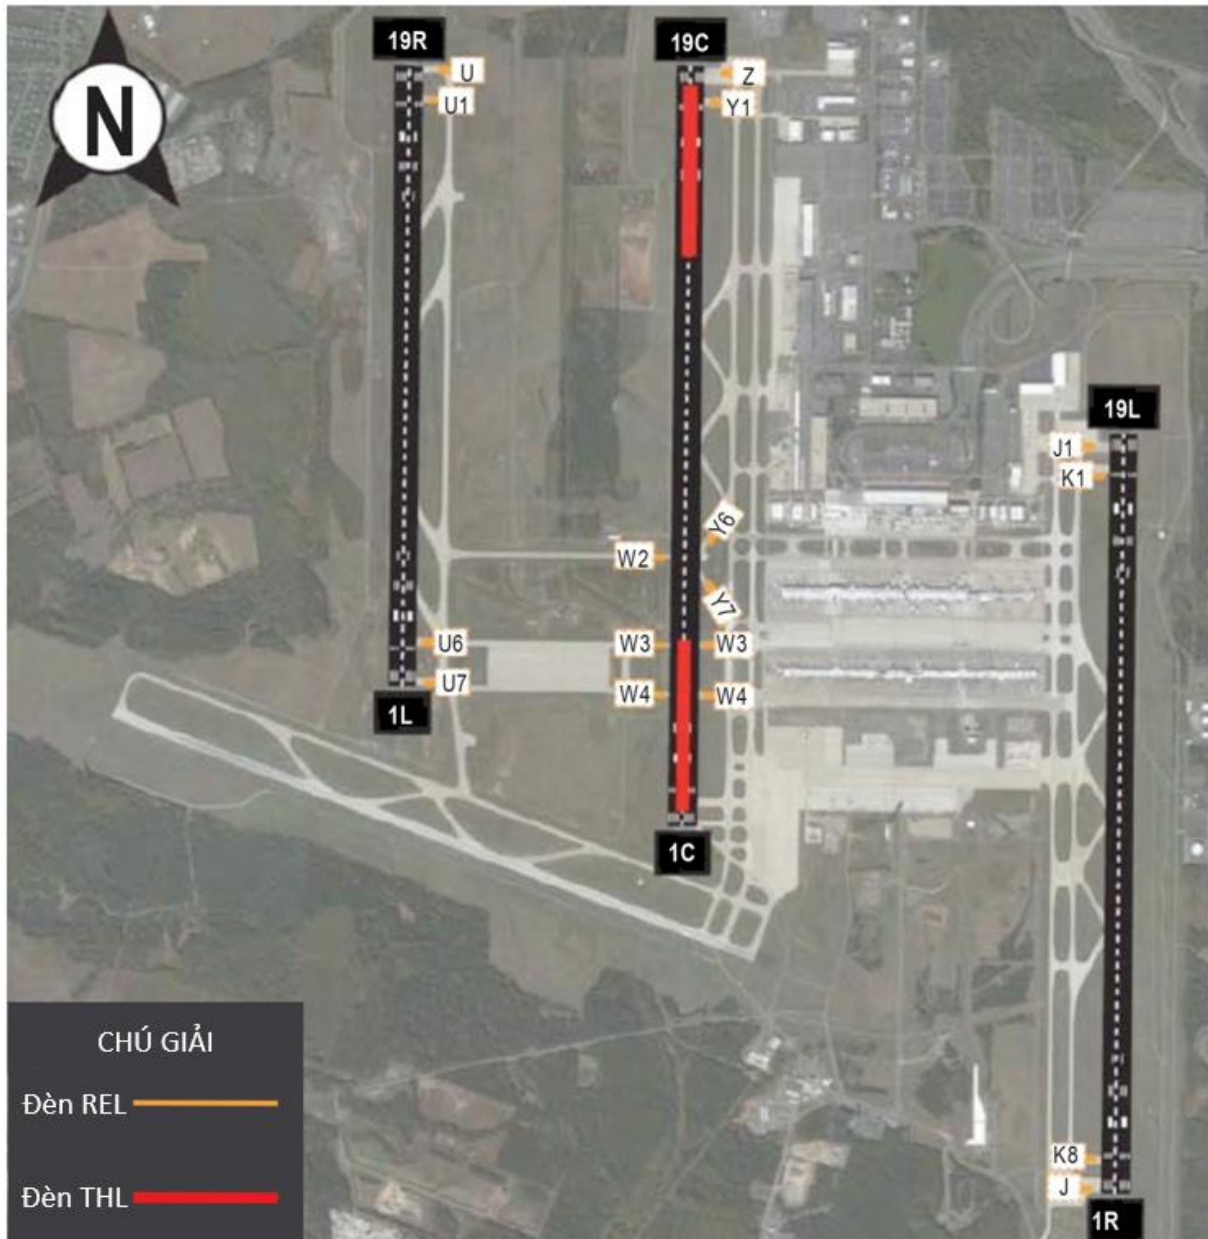 19R
19C
N
U
Z
U1
Y1
19L
J1
K1
Y6
W2
Y7
U6
W3
W3
U7
W4
W4
1L
1C
CHÚ GIẢI
Đèn REL
K8
Đèn THL
J
1R